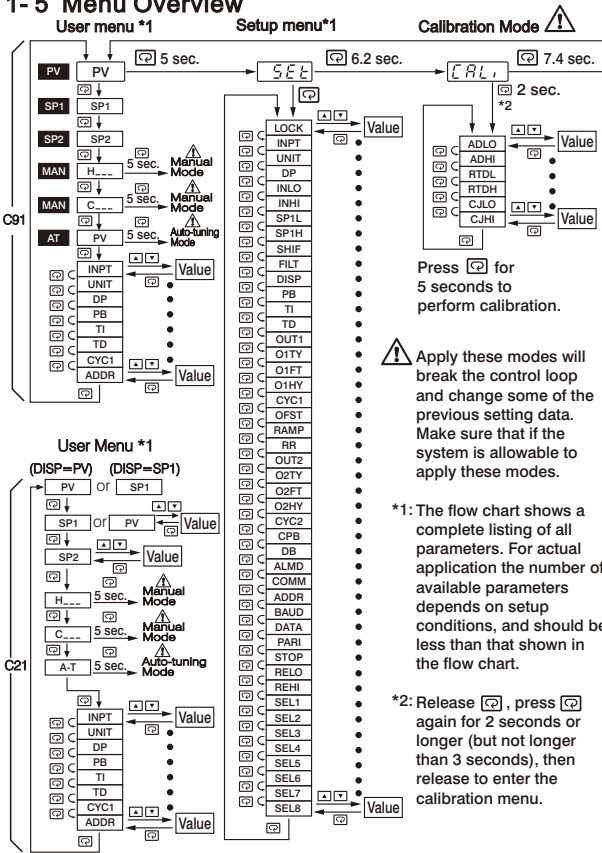 1- 5 Menu Overview
User menu *1
Setup menu*1
Calibration Mode
5 sec.
6.2 sec.
7.4 sec.
PV
PV
SEt
CALi
2 sec.
*2
SP1
SP1
SP2
SP2
MAN
H_ _ _
5 sec.
Manual
Mode
MAN
C_ _ _
5 sec.
Manual
Mode
AT
PV
5 sec.
Auto-tuning
Mode
C91
INPT
UNIT
DP
PB
TI
TD
CYC1
ADDR
Value
Value
LOCK
INPT
UNIT
DP
INLO
INHI
SP1L
SP1H
SHIF
FILT
DISP
PB
TI
TD
OUT1
O1TY
O1FT
O1HY
CYC1
OFST
RAMP
RR
OUT2
O2TY
O2FT
O2HY
CYC2
CPB
DB
ALMD
COMM
ADDR
BAUD
DATA
PARI
STOP
RELO
REHI
SEL1
SEL2
SEL3
SEL4
SEL5
SEL6
SEL7
SEL8
Value
Value
ADLO
ADHI
RTDL
RTDH
CJLO
CJHI
Value
Value
Press for
5 seconds to
perform calibration.
Apply these modes will
break the control loop
and change some of the
previous setting data.
Make sure that if the
system is allowable to
apply these modes.
*1: The flow chart shows a
complete listing of all
parameters. For actual
application the number of
available parameters
depends on setup
conditions, and should be
less than that shown in
the flow chart.
*2: Release , press
again for 2 seconds or
longer (but not longer
than 3 seconds), then
release to enter the
calibration menu.
User Menu *1
(DISP=PV) (DISP=SP1)
PV or SP1
SP1 or PV Value
SP2 Value
H_ _ _
5 sec.
Manual
Mode
C_ _ _
5 sec.
Manual
Mode
A-T
5 sec.
Auto-tuning
Mode
C21
INPT
UNIT
DP
PB
TI
TD
CYC1
ADDR
Value
Value